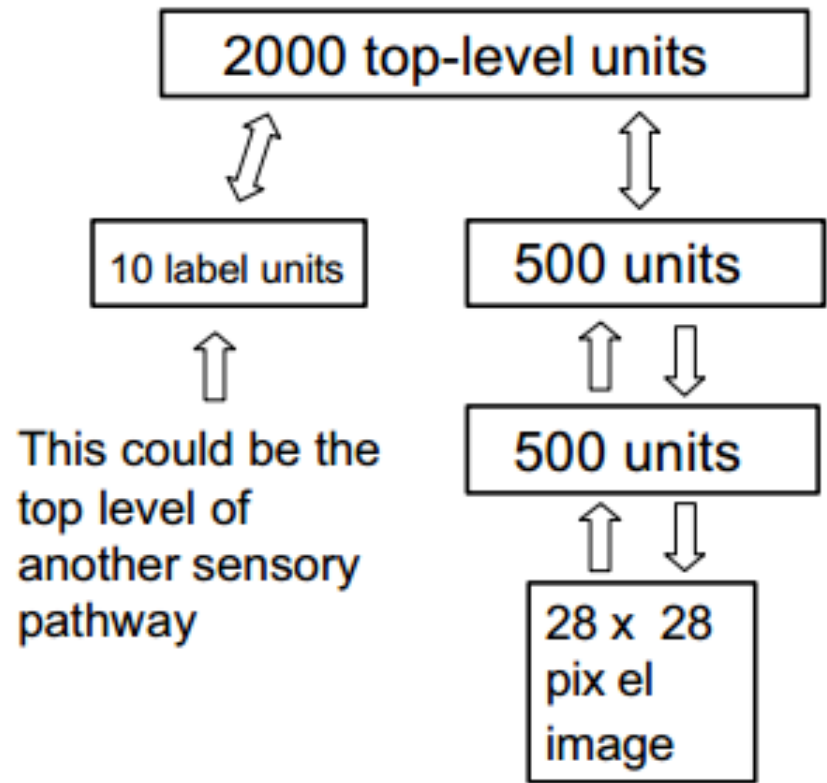 2000 top-level units
10 label units
500 units
This could be the
top level of
another sensory
pathway
500 units
28 x 28
pix el
image